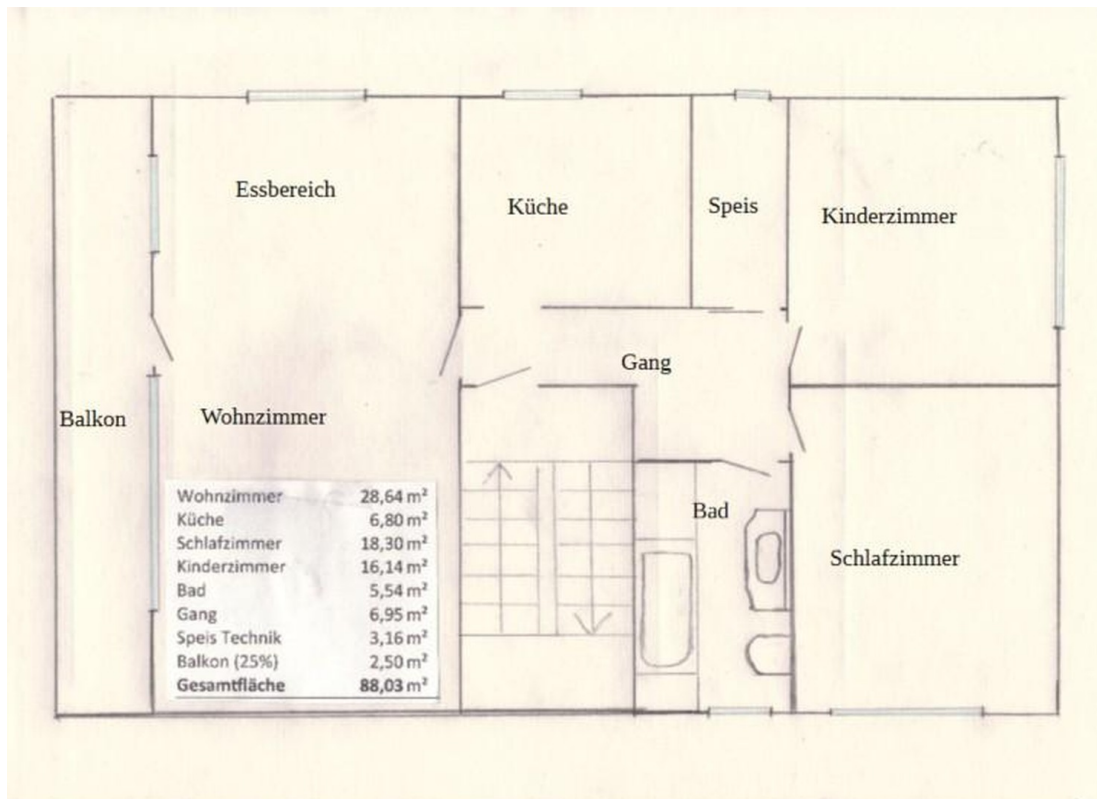 Essbereich
Küche
Speis
Kinderzimmer
Gang
Balkon
Wohnzimmer
Bad
Schlafzimmer
Wohnzimmer 28,64 m²
Küche 6,80 m²
Schlafzimmer 18,30 m²
Kinderzimmer 16,14 m²
Bad 5,54 m²
Gang 6,95 m²
Speis Technik 3,16 m²
Balkon (25%) 2,50 m²
Gesamtfläche 88,03 m²